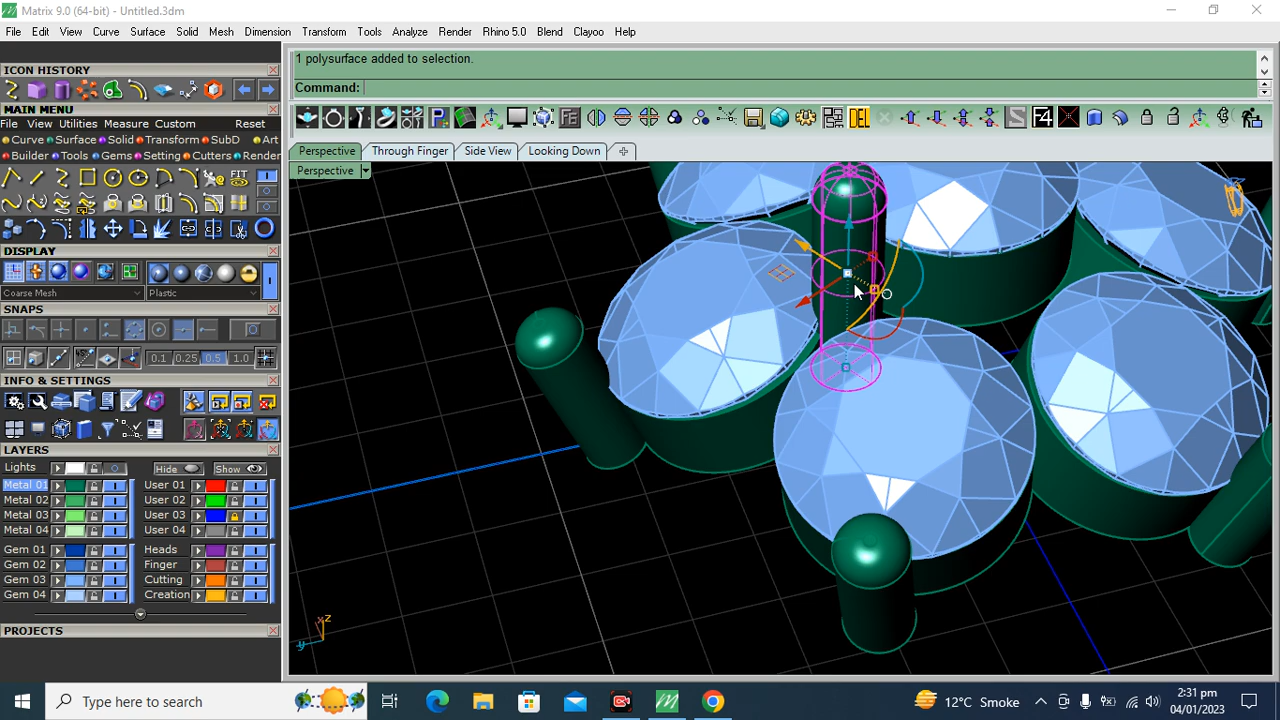 Matrix 9.0 (64-bit) - Untitled.3dm
File Edit View Curve Surface Solid Mesh Dimension Transform Tools Analyze Render Rhino 5.0 Blend Clayoo Help
ICON HISTORY
1 polysurface added to selection.
Command:
MAIN MENU
File View Utilities Measure Custom Reset
Curve Surface Solid Transform SubD Art
Builder Tools Gems Setting Cutters Render
Perspective Through Finger Side View Looking Down
Perspective
FIT
DEL
F4
DISPLAY
Coarse Mesh Plastic
SNAPS
0.1 0.25 0.5 1.0
INFO & SETTINGS
LAYERS
Lights Hide Show
Metal 01 User 01
Metal 02 User 02
Metal 03 User 03
Metal 04 User 04
Gem 01 Heads
Gem 02 Finger
Gem 03 Cutting
Gem 04 Creation
PROJECTS
z
x
y
Type here to search
12°C Smoke
2:31 pm
04/01/2023